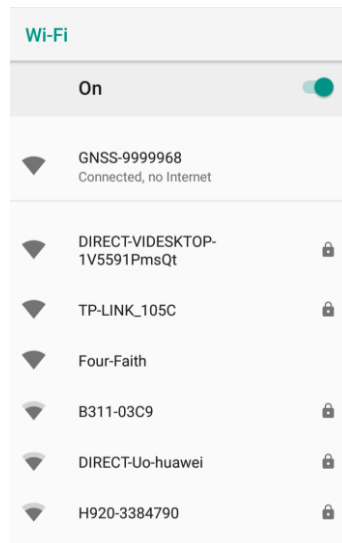 Wi-Fi
On
GNSS-9999968
Connected, no Internet
DIRECT-VIDESKTOP-
1V5591PmsQt
TP-LINK_105C
Four-Faith
B311-03C9
DIRECT-Uo-huawei
H920-3384790